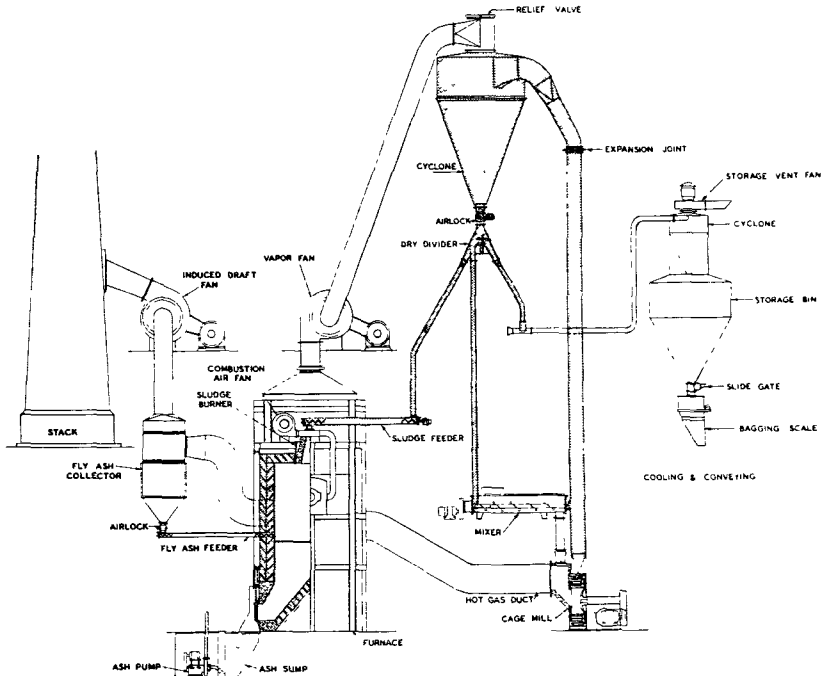 RELIEF VALVE
EXPANSION JOINT
STORAGE VENT FAN
CYCLONE
CYCLONE
AIRLOCK
DRY DIVIDER
VAPOR FAN
INDUCED DRAFT
FAN
STORAGE BIN
COMBUSTION
AIR FAN
SLUDGE
BURNER
SLIDE GATE
STACK
SLUDGE FEEDER
BAGGING SCALE
FLY ASH
COLLECTOR
COOLING & CONVEYING
AIRLOCK
MIXER
FLY ASH FEEDER
HOT GAS DUCT
CAGE MILL
FURNACE
ASH PUMP
ASH SUMP